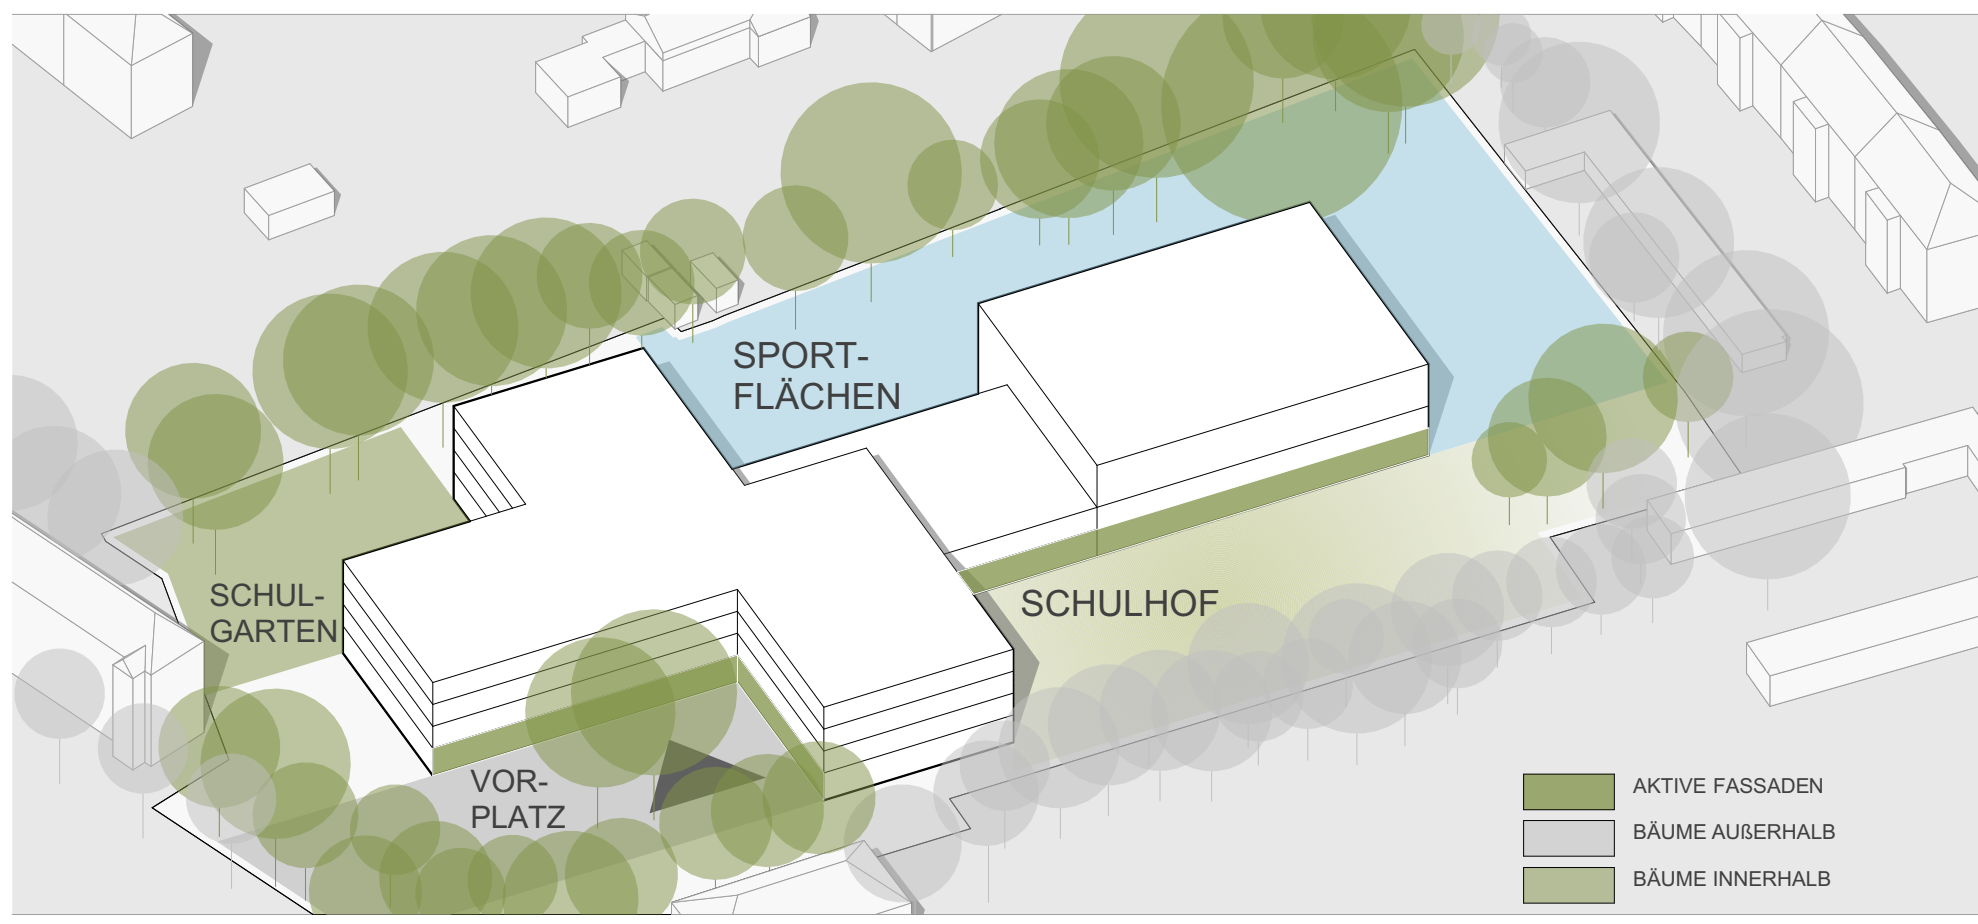 SPORT-
FLÄCHEN
SCHUL-
GARTEN
SCHULHOF
VOR-
PLATZ
AKTIVE FASSADEN
BÄUME AUßERHALB
BÄUME INNERHALB